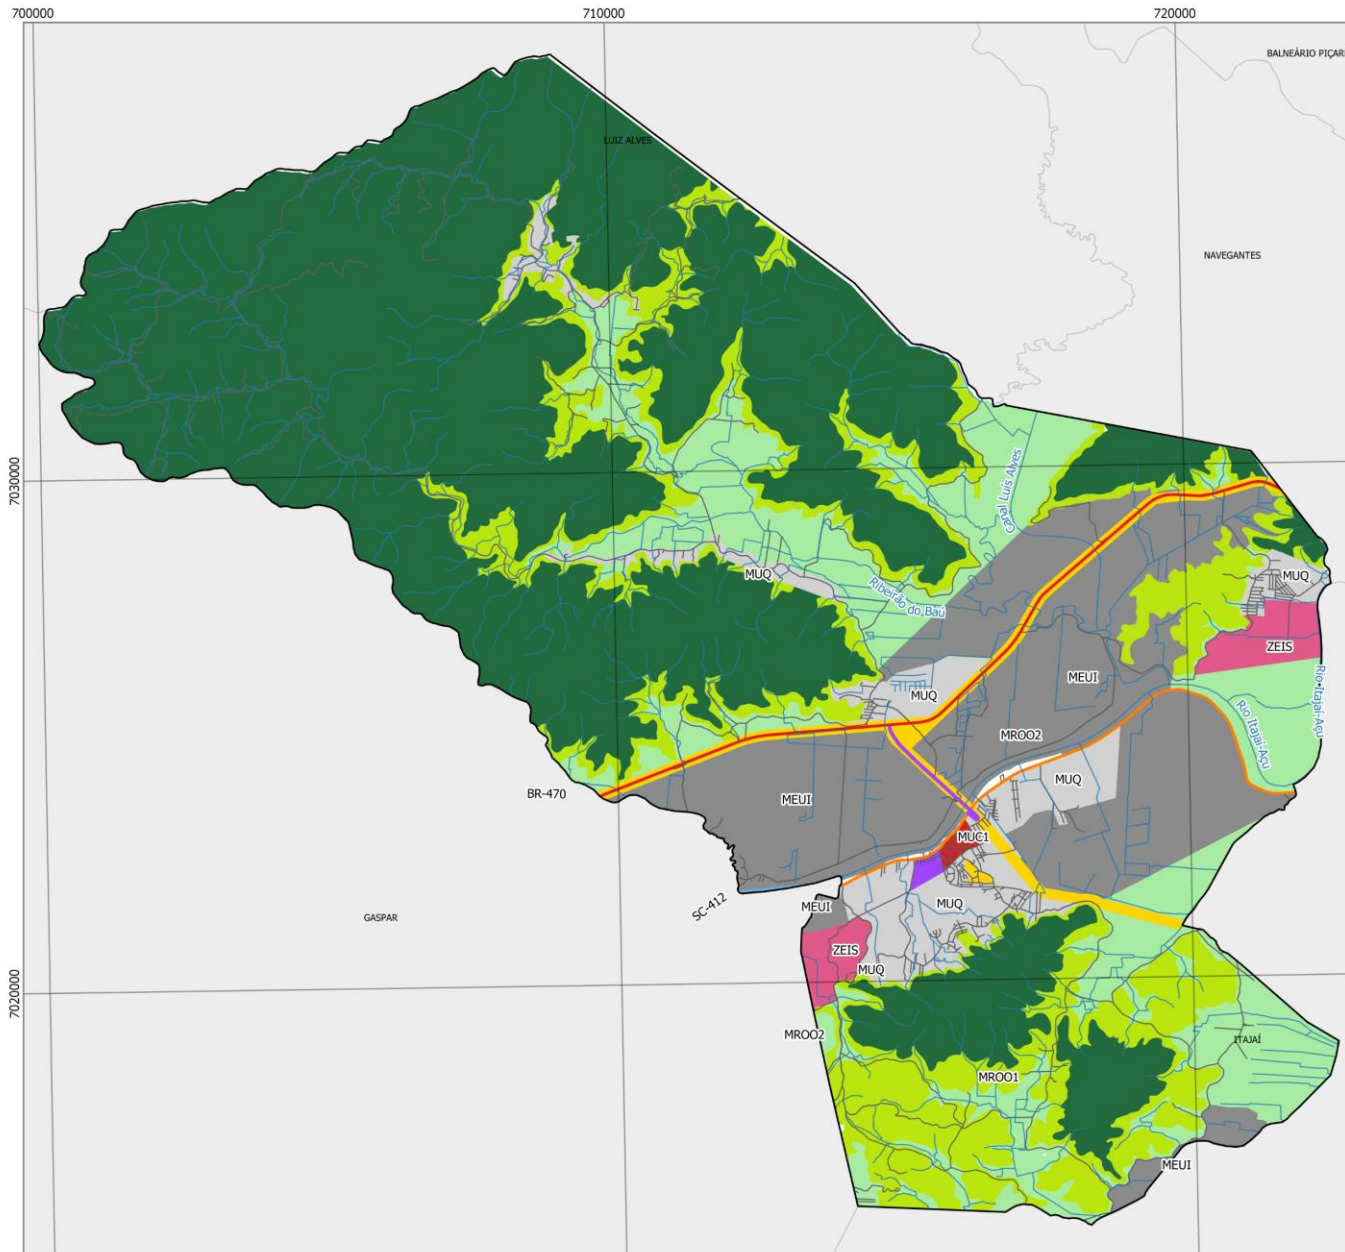 700000
710000
720000
BALNEÁRIO PIÇAR
LUIZ ALVES
NAVEGANTES
7030000
Canal Luís Alves
MUQ
Ribeirão do Baú
MUQ
ZEIS
MEUI
MUQ
Rio Itajaí-Açu
Rio Itajaí-Açu
MROO2
MUQ
BR-470
MEUI
MUC1
SC-412
MEUI
MUQ
GASPAR
ZEIS
MUQ
7020000
MROO2
ITAJAÍ
MROO1
MEUI